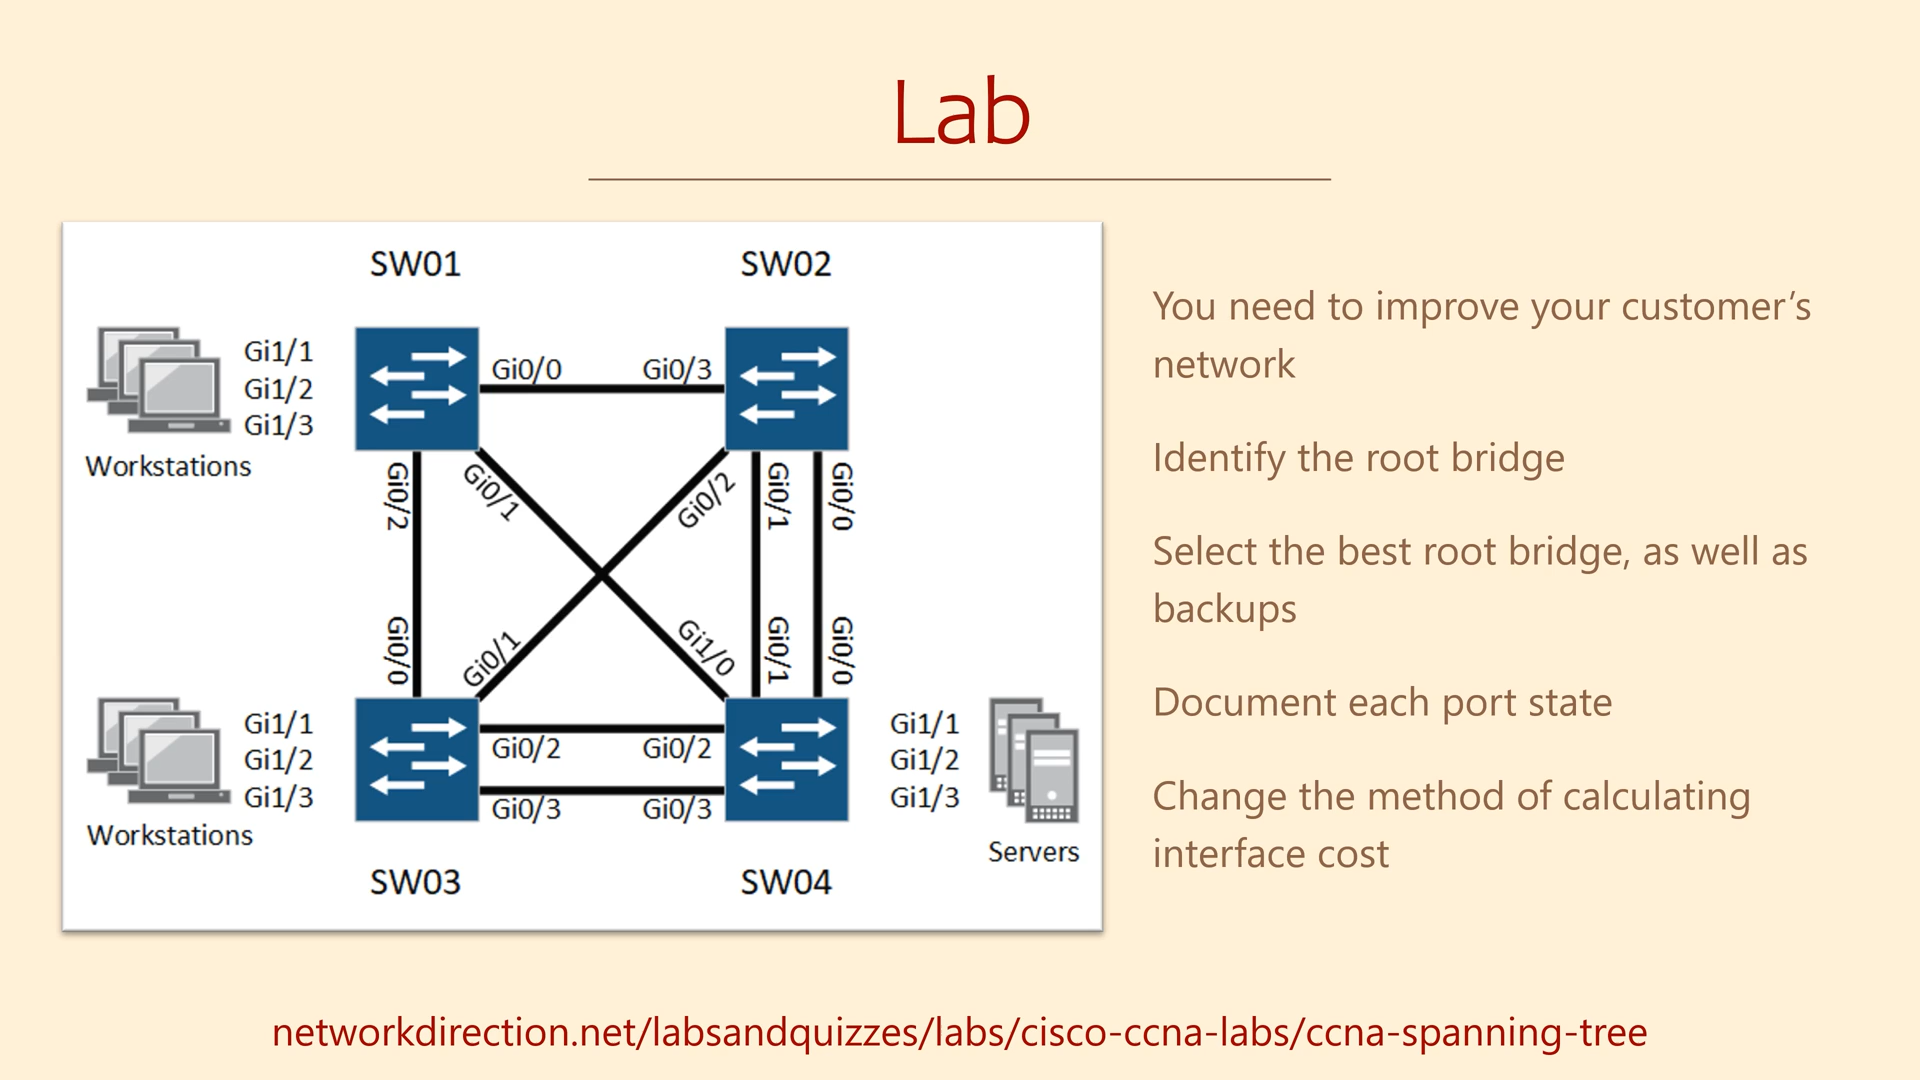 Lab
SW01 SW02
Gi1/1
Gi1/2
Gi1/3
Workstations
Gi0/0 Gi0/3
Gi0/2
Gi0/1
Gi0/2
Gi0/1
Gi0/0
Gi0/0
Gi0/1
Gi1/0
Gi0/1
Gi0/0
Gi1/1
Gi1/2
Gi1/3
Workstations
Gi0/2 Gi0/2
Gi0/3 Gi0/3
Gi1/1
Gi1/2
Gi1/3
Servers
SW03 SW04
You need to improve your customer’s
network
Identify the root bridge
Select the best root bridge, as well as
backups
Document each port state
Change the method of calculating
interface cost
networkdirection.net/labsandquizzes/labs/cisco-ccna-labs/ccna-spanning-tree